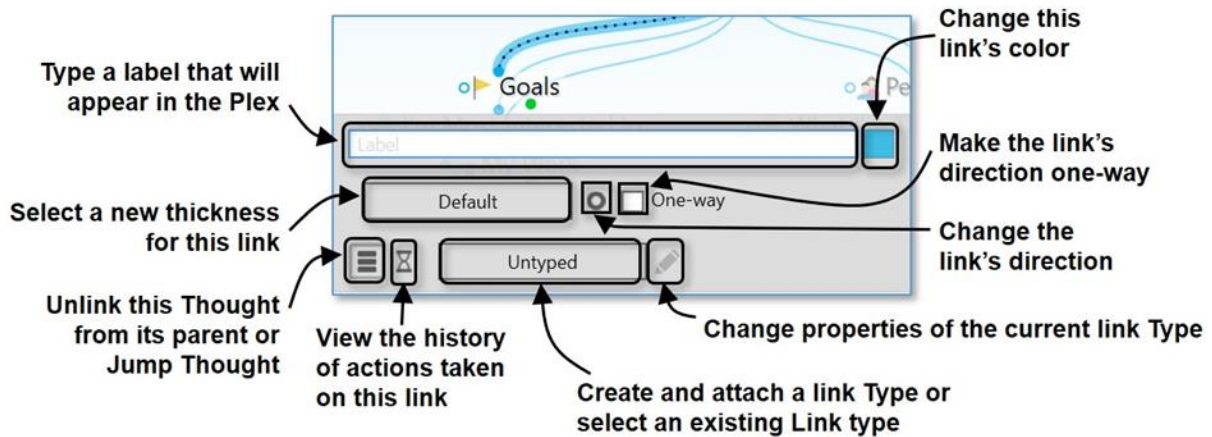 Change this
link's color
Type a label that will
appear in the Plex
Goals
Pe
Label
Make the link's
direction one-way
Select a new thickness
for this link
Default
One-way
Change the
link's direction
Untyped
Unlink this Thought
from its parent or
Jump Thought
View the history
of actions taken
on this link
Change properties of the current link Type
Create and attach a link Type or
select an existing Link type